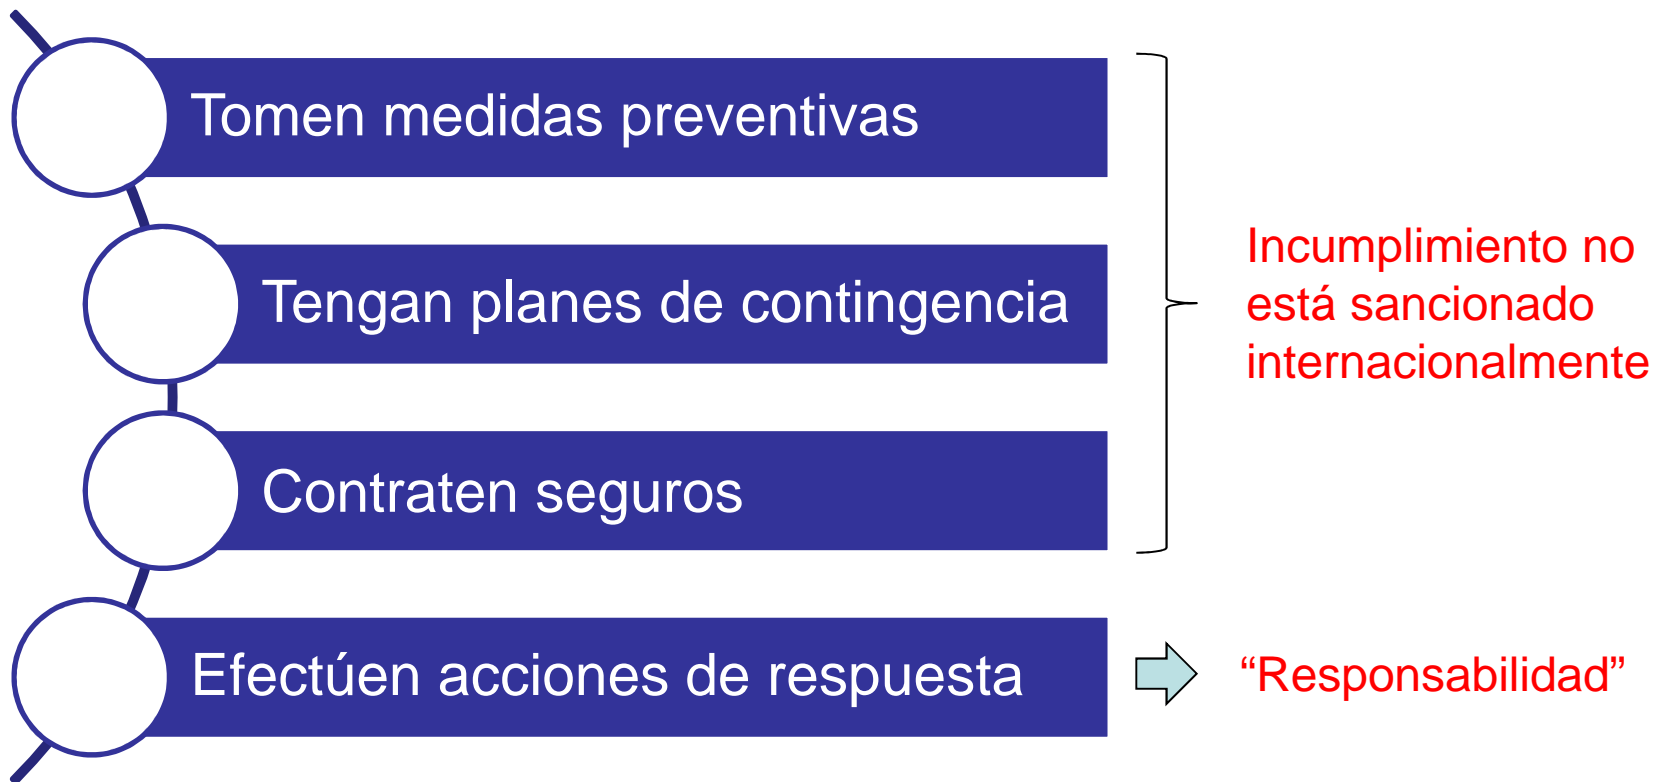 Tomen medidas preventivas
Tengan planes de contingencia
Contraten seguros
Incumplimiento no
está sancionado
internacionalmente
Efectúen acciones de respuesta
“Responsabilidad”